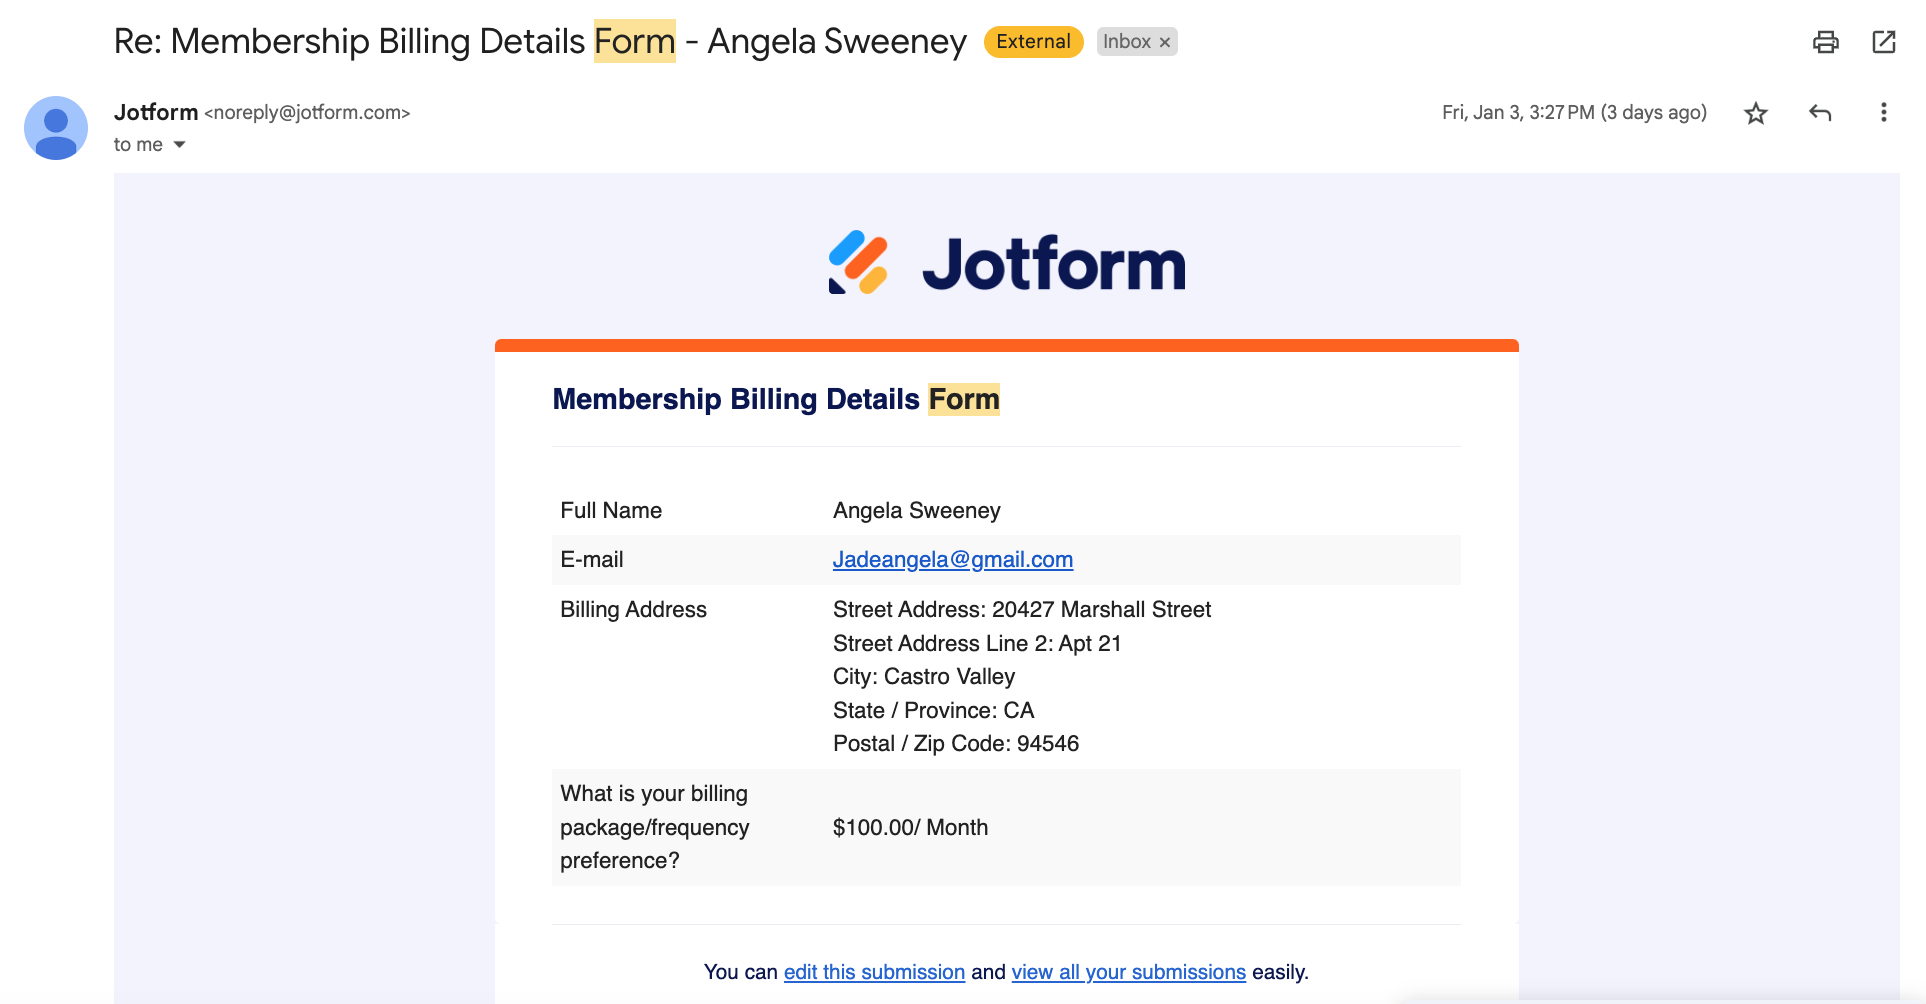 Re: Membership Billing Details Form - Angela Sweeney External Inbox ×
Jotform <noreply@jotform.com> Fri, Jan 3, 3:27 PM (3 days ago)
to me
Jotform
Membership Billing Details Form
Full Name Angela Sweeney
E-mail Jadeangela@gmail.com
Billing Address Street Address: 20427 Marshall Street
Street Address Line 2: Apt 21
City: Castro Valley
State / Province: CA
Postal / Zip Code: 94546
What is your billing
package/frequency $100.00/ Month
preference?
You can edit this submission and view all your submissions easily.